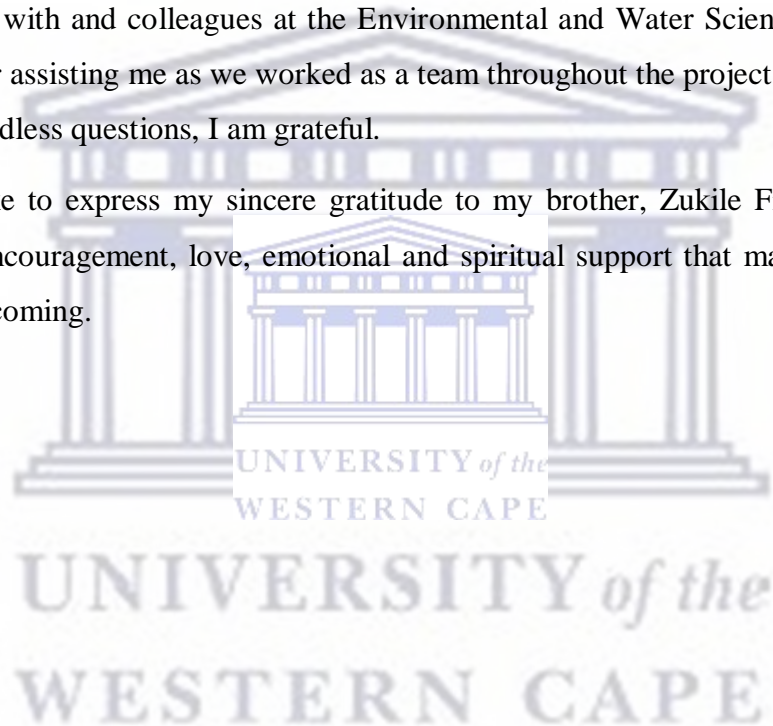 with and colleagues at the Environmental and Water Scien
r assisting me as we worked as a team throughout the project
dless questions, I am grateful.
e to express my sincere gratitude to my brother, Zukile F
ncouragement, love, emotional and spiritual support that ma
coming.
UNIVERSITY of the
WESTERN CAPE
UNIVERSITY of the
WESTERN CAPE